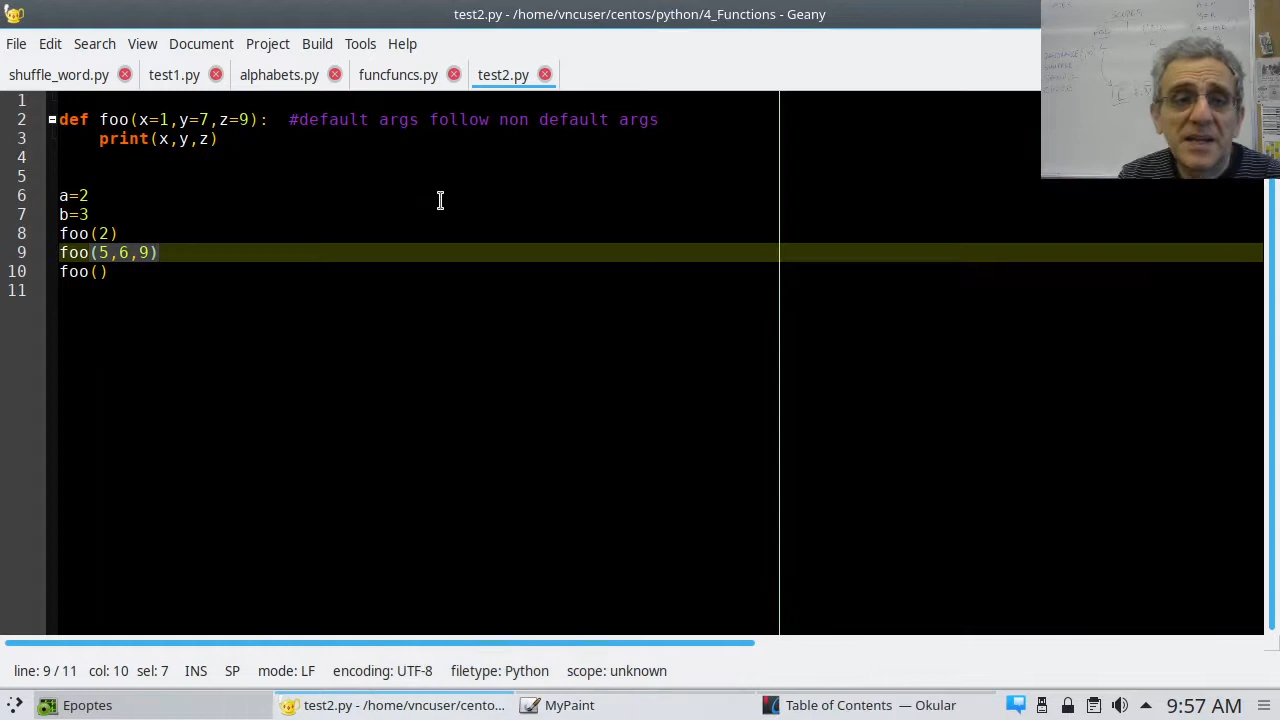 test2.py - /home/vncuser/centos/python/4_Functions - Geany
File Edit Search View Document Project Build Tools Help
shuffle_word.py test1.py alphabets.py funcfuncs.py test2.py
1
2 def foo(x=1,y=7,z=9): #default args follow non default args
3 print(x,y,z)
4
5
6 a=2
7 b=3
8 foo(2)
9 foo(5,6,9)
10 foo()
11
line: 9 / 11 col: 10 sel: 7 INS SP mode: LF encoding: UTF-8 filetype: Python scope: unknown
Epoptes test2.py - /home/vncuser/cento... Mypaint Table of Contents — Okular 9:57 AM